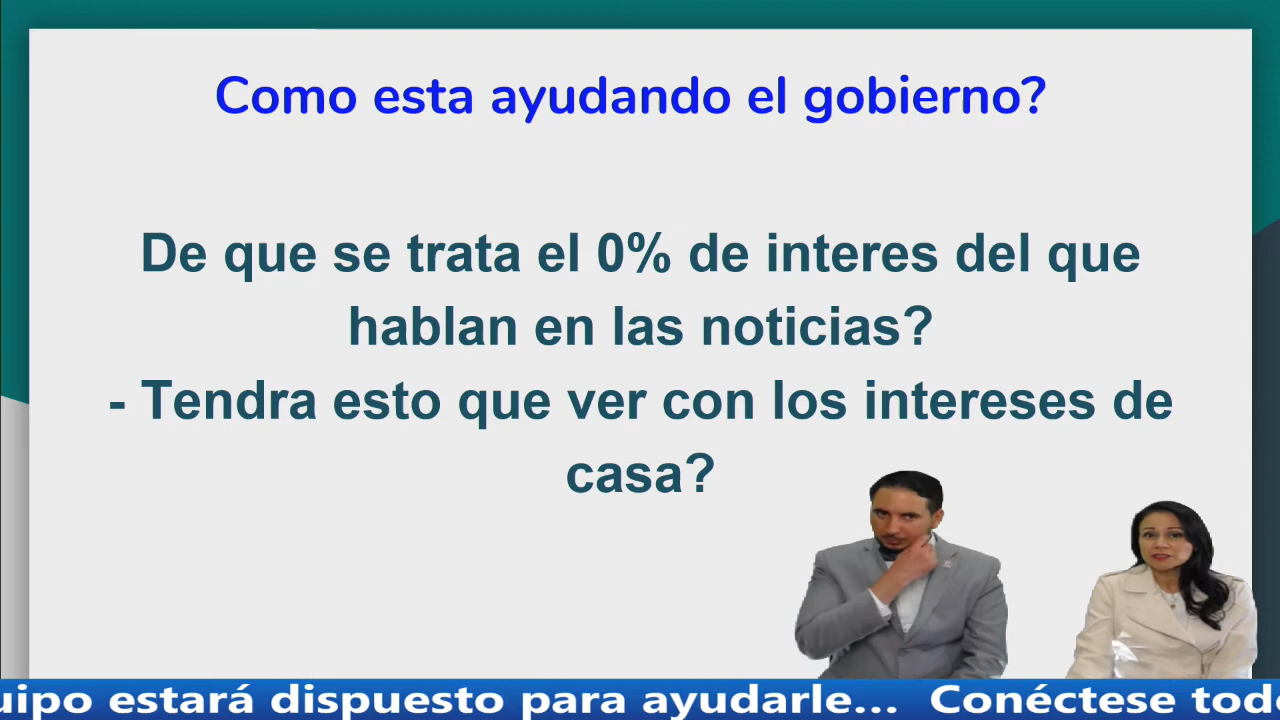 Como esta ayudando el gobierno?
De que se trata el 0% de interes del que
hablan en las noticias?
- Tendra esto que ver con los intereses de
casa?
uipo estará dispuesto para ayudarle... Conéctese tod